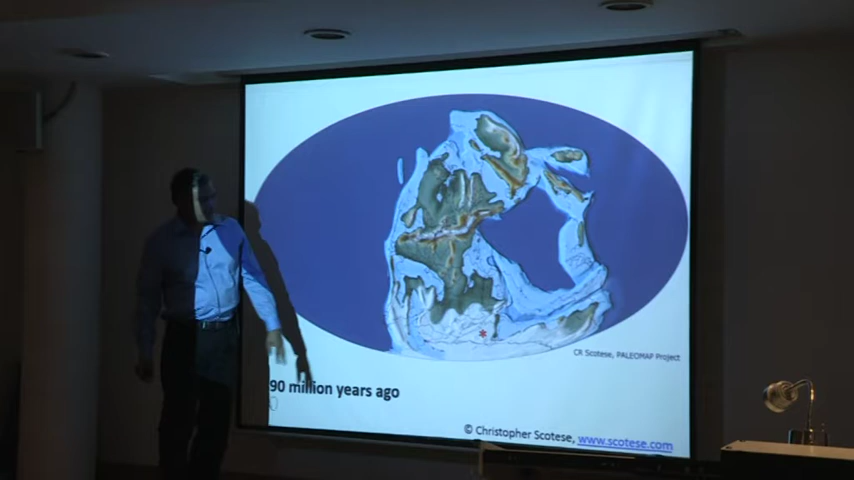 CR Scotese, PALEOMAP Project
90 million years ago
© Christopher Scotese, www.scotese.com